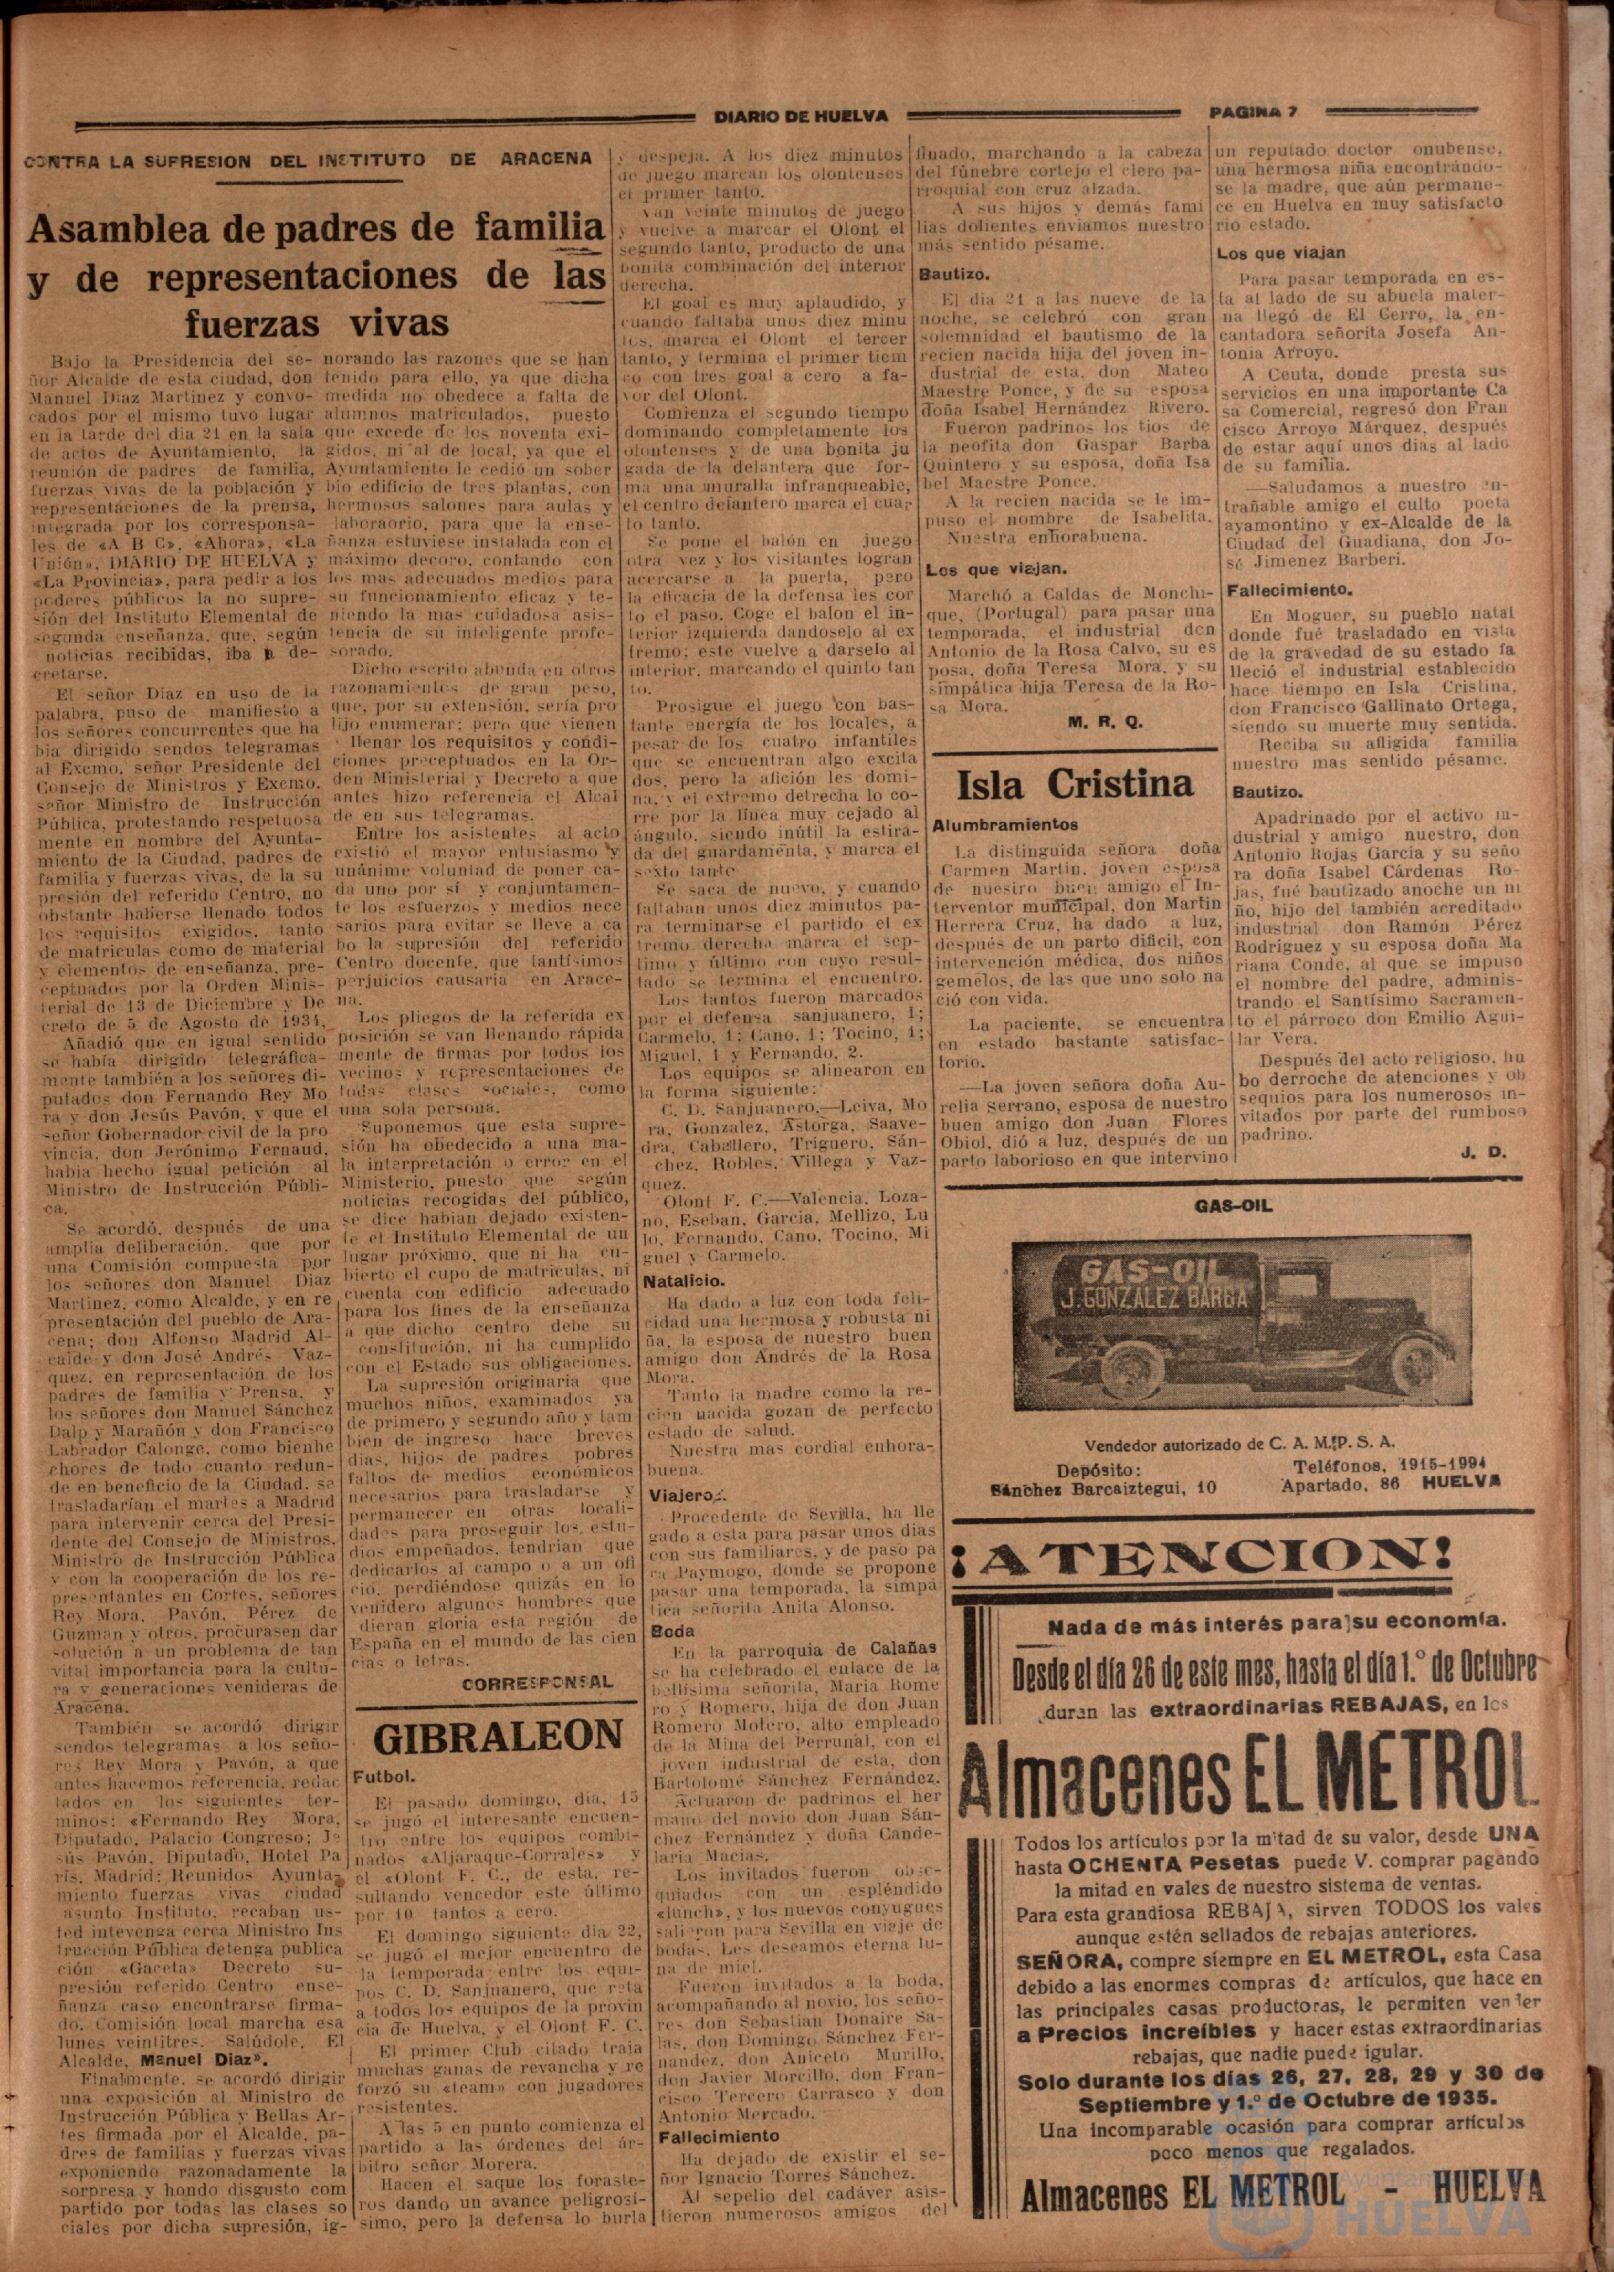 DIARIO DE HUELVA
PAGINA 7
CONTRA LA SUPRESION DEL INSTITUTO DE ARACENA
Asamblea de padres de familia
y de representaciones de las
fuerzas vivas
Bajo la Presidencia del se-
ñor Alcalde de esta ciudad, don
Manuel Diaz Martinez y convo-
cados por el mismo tuvo lugar
en la tarde del dia 21 en la sala
de actos de Ayuntamiento, la
reunión de padres de familia,
fuerzas vivas de la población y
representaciones de la prensa,
integrada por los corresponsa-
les de «A B C», «Ahora», «La
Unión», DIARIO DE HUELVA y
«La Provincia», para pedir a los
poderes públicos la no supre-
sión del Instituto Elemental de
segunda enseñanza, que, según
noticias recibidas, iba a de-
cretarse.
El señor Diaz en uso de la
palabra, puso de manifiesto a
los señores concurrentes que ha
bia dirigido sendos telegramas
al Excmo. señor Presidente del
Consejo de Ministros y Excmo.
señor Ministro de Instrucción
Pública, protestando respetuosa
mente en nombre del Ayunta-
miento de la Ciudad, padres de
familia y fuerzas vivas, de la su
presión del referido Centro, no
obstante haberse llenado todos
los requisitos exigidos, tanto
de matriculas como de material
y elementos de enseñanza, pre-
ceptuados por la Orden Minis-
terial de 13 de Diciembre y De
creto de 5 de Agosto de 1934,
Añadió que en igual sentido
se había dirigido telegráfica-
mente también a los señores di-
putados don Fernando Rey Mo
ra y don Jesús Pavón, y que el
señor Gobernador civil de la pro
vincia, don Jerónimo Fernaud,
habia hecho igual petición al
Ministro de Instrucción Públi-
ca.
Se acordó, después de una
amplia deliberación, que por
una Comisión compuesta por
los señores don Manuel Diaz
Martinez, como Alcalde, y en re
presentación del pueblo de Ara-
cena; don Alfonso Madrid Al-
caide y don José Andrés Vaz-
quez, en representación de los
padres de familia y Prensa, y
los señores don Manuel Sánchez
Dalp y Marañón y don Francisco
Labrador Calonge, como bienhe
chores de todo cuanto redun-
de en beneficio de la Ciudad, se
trasladarían el martes a Madrid
para intervenir cerca del Presi-
dente del Consejo de Ministros,
Ministro de Instrucción Pública
y con la cooperación de los re-
presentantes en Cortes, señores
Rey Mora, Pavón, Pérez de
Guzman y otros, procurasen dar
solución a un problema de tan
vital importancia para la cultu-
ra y generaciones venideras de
Aracena.
También se acordó dirigir
sendos telegramas a los seño-
res Rey Mora y Pavón, a que
antes hacemos referencia, redac
tados en los siguientes ter-
minos: «Fernando Rey Mora,
Diputado, Palacio Congreso; Je
sús Pavón, Diputado, Hotel Pa
rís, Madrid: Reunidos Ayunta-
miento fuerzas vivas ciudad
asunto Instituto, recaban us-
ted intevenga cerca Ministro Ins
trucción Pública detenga publica
ción «Gaceta» Decreto su-
presión referido Centro ense-
ñanza caso encontrarse firma-
do. Comisión local marcha esa
lunes veintitres. Salúdole, El
Alcalde, Manuel Diaz».
Finalmente, se acordó dirigir
una exposición al Ministro de
Instrucción Pública y Bellas Ar-
tes firmada por el Alcalde, pa-
dres de familias y fuerzas vivas
exponiendo razonadamente la
sorpresa y hondo disgusto com
partido por todas las clases so
ciales por dicha supresión, ig-
norando las razones que se han
tenido para ello, ya que dicha
medida no obedece a falta de
alumnos matriculados, puesto
que excede de los noventa exi-
gidos, ni al de local, ya que el
Ayuntamiento le cedió un sober
bio edificio de tres plantas, con
hermosos salones para aulas y
laboraorio, para que la ense-
ñanza estuviese instalada con el
máximo decoro, contando con
los mas adecuados medios para
su funcionamiento eficaz y te-
niendo la mas cuidadosa asis-
tencia de su inteligente profe-
sorado.
Dicho escrito abunda en otros
razonamientos de gran peso,
que, por su extensión, sería pro
lijo enumerar; pero que vienen
llenar los requisitos y condi-
ciones preceptuados en la Or-
den Ministerial y Decreto a que
antes hizo referencia el Alcal
de en sus telegramas.
Entre los asistentes al acto
existió el mayor entusiasmo y
unánime voluntad de poner ca-
da uno por sí y conjuntamen-
te los esfuerzos y medios nece
sarios para evitar se lleve a ca
bo la supresión del referido
Centro docente, que tantísimos
perjuicios causaría en Arace-
na.
Los pliegos de la referida ex
posición se van llenando rápida
mente de firmas por todos los
vecinos y representaciones de
todas clases sociales, como
una sola persona.
Suponemos que esta supre-
sión ha obedecido a una ma-
la interpretación o error en el
Ministerio, puesto que según
noticias recogidas del público,
se dice habian dejado existen-
te el Instituto Elemental de un
lugar próximo, que ni ha cu-
bierto el cupo de matriculas, ni
cuenta con edificio adecuado
para los fines de la enseñanza
a que dicho centro debe su
constitución, ni ha cumplido
con el Estado sus obligaciones.
La supresión originaria que
muchos niños, examinados ya
de primero y segundo año y tam
bien de ingreso hace breves
dias, hijos de padres pobres
faltos de medios económicos
necesarios para trasladarse y
permanecer en otras locali-
dades para proseguir los estu-
dios empeñados, tendrían que
dedicarlos al campo o a un ofi
cio, perdiéndose quizás en lo
venidero algunos hombres que
dieran gloria esta región de
España en el mundo de las cien
cias o letras.
CORRESPONSAL
GIBRALEON
Futbol.
El pasado domingo, dia, 15
se jugó el interesante encuen-
tro entre los equipos combi-
nados «Aljaraque-Corrales» y
el «Olont F. C., de esta, re-
sultando vencedor este último
por 10 tantos a cero.
El domingo siguiente dia 22,
se jugó el mejor encuentro de
la temporada entre los equi-
pos C. D. Sanjuanero, que reta
a todos los equipos de la provin
cia de Huelva, y el Olont F. C.
El primer Club citado traia
muchas ganas de revancha y re
forzó su «team» con jugadores
resistentes.
A las 5 en punto comienza el
partido a las órdenes del ár-
bitro señor Morera.
Hacen el saque los foraste-
ros dando un avance peligrosi-
simo, pero la defensa lo burla
y despeja. A los diez minutos
de juego marcan los olontenses
el primer tanto.
Van veinte minutos de juego
y vuelve a marcar el Olont el
segundo tanto, producto de una
bonita combinación del interior
derecha.
El goal es muy aplaudido, y
cuando faltaba unos diez minu
tos, marca el Olont el tercer
tanto, y termina el primer tiem
co con tres goal a cero a fa-
vor del Olont.
Comienza el segundo tiempo
dominando completamente los
olontenses y de una bonita ju
gada de la delantera que for-
ma una muralla infranqueable,
el centro delantero marca el cuar
to tanto.
Se pone el balón en juego
otra vez y los visitantes logran
acercarse a la puerta, pero
la eficacia de la defensa les cor
to el paso. Coge el balon el in-
terior izquierda dandóselo al ex
tremo; este vuelve a darselo al
interior, marcando el quinto tan
to.
Prosigue el juego con bas-
tante energía de los locales, a
pesar de los cuatro infantiles
que se encuentran algo excita
dos, pero la afición les domi-
na, y el extremo detrecha lo co-
rre por la línea muy cejado al
ángulo, siendo inútil la estira-
da del guardamenta, y marca el
sexto tanto
Se saca de nuevo, y cuando
faltaban unos diez minutos pa-
ra terminarse el partido el ex
tremo derecha marca el sep-
timo y último con cuyo resul-
tado se termina el encuentro.
Los tantos fueron marcados
por el defensa sanjuanero, 1;
Carmelo, 1; Cano, 1; Tocino, 1;
Miguel, 1 y Fernando, 2.
Los equipos se alinearon en
la forma siguiente:
C. D. Sanjuanero.—Leiva, Mo
ra, Gonzalez, Astorga, Saave-
dra, Caballero, Triguero, Sán-
chez, Robles, Villega y Vaz-
quez.
Olont F. C.—Valencia, Loza-
no, Eseban, Garcia, Mellizo, Lu
jo, Fernando, Cano, Tocino, Mi
guel y Carmelo.
Natalicio.
Ha dado a luz con toda feli-
cidad una hermosa y robusta ni
ña, la esposa de nuestro buen
amigo don Andrés de la Rosa
Mora.
Tanto la madre como la re-
cien nacida gozan de perfecto
estado de salud.
Nuestra mas cordial enhora-
buena.
Viajeros.
Procedente de Sevilla, ha lle
gado a esta para pasar unos dias
con sus familiares, y de paso pa
ra Paymogo, donde se propone
pasar una temporada, la simpá
tica señorita Anita Alonso.
Boda
En la parroquia de Calañas
se ha celebrado el enlace de la
bellísima señorita, Maria Rome
ro y Romero, hija de don Juan
Romero Motero, alto empleado
de la Mina del Perrunal, con el
joven industrial de esta, don
Bartolomé Sánchez Fernández.
Actuaron de padrinos el her
mano del novio don Juan Sán-
chez Fernández y doña Cande-
laria Macias.
Los invitados fueron obse-
quiados con un espléndido
«lunch», y los nuevos conyugues
salieron para Sevilla en viaje de
bodas. Les deseamos eterna lu-
na de miel.
Fueron invitados a la boda,
acompañando al novio, los seño-
res don Sebastian Donaire Sa-
las, don Domingo Sánchez Fer-
nandez, don Aniceto Murillo,
don Javier Morcillo, don Fran-
cisco Tercero Carrasco y don
Antonio Mercado.
Fallecimiento
Ha dejado de existir el se-
ñor Ignacio Torres Sánchez.
Al sepelio del cadáver asis-
tieron numerosos amigos del
finado, marchando a la cabeza
del fúnebre cortejo el clero pa-
rroquial con cruz alzada.
A sus hijos y demás fami
lias dolientes enviamos nuestro
más sentido pésame.
Bautizo.
El dia 21 a las nueve de la
noche, se celebró con gran
solemnidad el bautismo de la
recien nacida hija del joven in-
dustrial de esta, don Mateo
Maestre Ponce, y de su esposa
doña Isabel Hernández Rivero.
Fueron padrinos los tios de
la neofita don Gaspar Barba
Quintero y su esposa, doña Isa
bel Maestre Ponce.
A la recien nacida se le im-
puso el nombre de Isabelita.
Nuestra enhorabuena.
Los que viajan.
Marchó a Caldas de Monchi-
que, (Portugal) para pasar una
temporada, el industrial don
Antonio de la Rosa Calvo, su es
posa, doña Teresa Mora, y su
simpática hija Teresa de la Ro-
sa Mora.
M. R. Q.
Isla Cristina
Alumbramientos
La distinguida señora doña
Carmen Martin, joven esposa
de nuestro buen amigo el In-
terventor municipal, don Martin
Herrera Cruz, ha dado a luz,
después de un parto dificil, con
intervención médica, dos niños
gemelos, de las que uno solo na
ció con vida.
La paciente, se encuentra
en estado bastante satisfac-
torio.
—La joven señora doña Au-
relia Serrano, esposa de nuestro
buen amigo don Juan Flores
Obiol, dió a luz, después de un
parto laborioso en que intervino
un reputado doctor onubense,
una hermosa niña encontrándo-
se la madre, que aún permane-
ce en Huelva en muy satisfacto
rio estado.
Los que viajan
Para pasar temporada en es-
ta al lado de su abuela mater-
na llegó de El Cerro, la en-
cantadora señorita Josefa An-
tonia Arroyo.
A Ceuta, donde presta sus
servicios en una importante Ca
sa Comercial, regresó don Fran
cisco Arroyo Márquez, después
de estar aquí unos dias al lado
de su familia.
—Saludamos a nuestro en-
trañable amigo el culto poeta
ayamontino y ex-Alcalde de la
Ciudad del Guadiana, don Jo-
sé Jimenez Barberi.
Fallecimiento.
En Moguer, su pueblo natal
donde fué trasladado en vista
de la gravedad de su estado fa
lleció el industrial establecido
hace tiempo en Isla Cristina,
don Francisco Gallinato Ortega,
siendo su muerte muy sentida.
Reciba su afligida familia
nuestro mas sentido pésame.
Bautizo.
Apadrinado por el activo in-
dustrial y amigo nuestro, don
Antonio Rojas Garcia y su seño
ra doña Isabel Cárdenas Ro-
jas, fué bautizado anoche un ni
ño, hijo del también acreditado
industrial don Ramón Pérez
Rodriguez y su esposa doña Ma
riana Conde, al que se impuso
el nombre del padre, adminis-
trando el Santísimo Sacramen-
to el párroco don Emilio Agui-
lar Vera.
Después del acto religioso, hu
bo derroche de atenciones y ob
sequios para los numerosos in-
vitados por parte del rumboso
padrino.
J. D.
GAS-OIL
GAS-OIL
J. GONZALEZ BARBA
Vendedor autorizado de C. A. M. P. S. A.
Depósito:
Sánchez Barcaiztegui, 10
Teléfonos, 1915-1994
Apartado, 86 HUELVA
¡ATENCION!
Nada de más interés para su economía.
Desde el día 26 de este mes, hasta el día 1.º de Octubre
duran las extraordinarias REBAJAS, en los
Almacenes EL METROL
Todos los artículos por la mitad de su valor, desde UNA
hasta OCHENTA Pesetas puede V. comprar pagando
la mitad en vales de nuestro sistema de ventas.
Para esta grandiosa REBAJA, sirven TODOS los vales
aunque estén sellados de rebajas anteriores.
SEÑORA, compre siempre en EL METROL, esta Casa
debido a las enormes compras de artículos, que hace en
las principales casas productoras, le permiten vender
a Precios increíbles y hacer estas extraordinarias
rebajas, que nadie puede igular.
Solo durante los días 26, 27, 28, 29 y 30 de
Septiembre y 1.º de Octubre de 1935.
Una incomparable ocasión para comprar artículos
poco menos que regalados.
Almacenes EL METROL - HUELVA
HUELVA